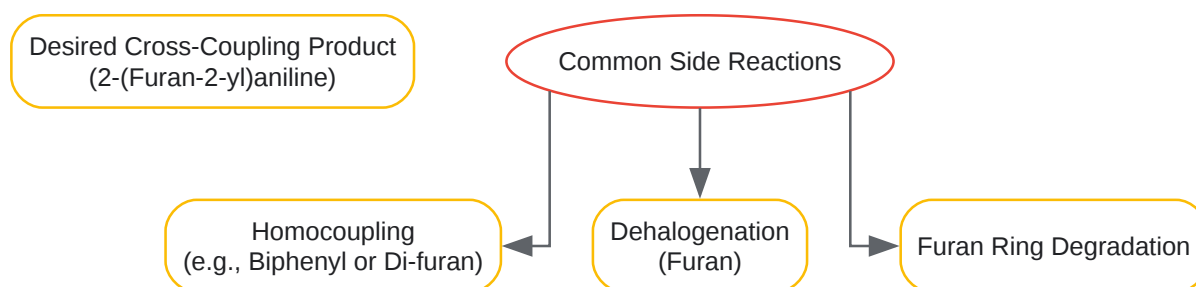 Desired Cross-Coupling Product
(2-(Furan-2-yl)aniline)
Common Side Reactions
Homocoupling
(e.g., Biphenyl or Di-furan)
Dehalogenation
(Furan)
Furan Ring Degradation